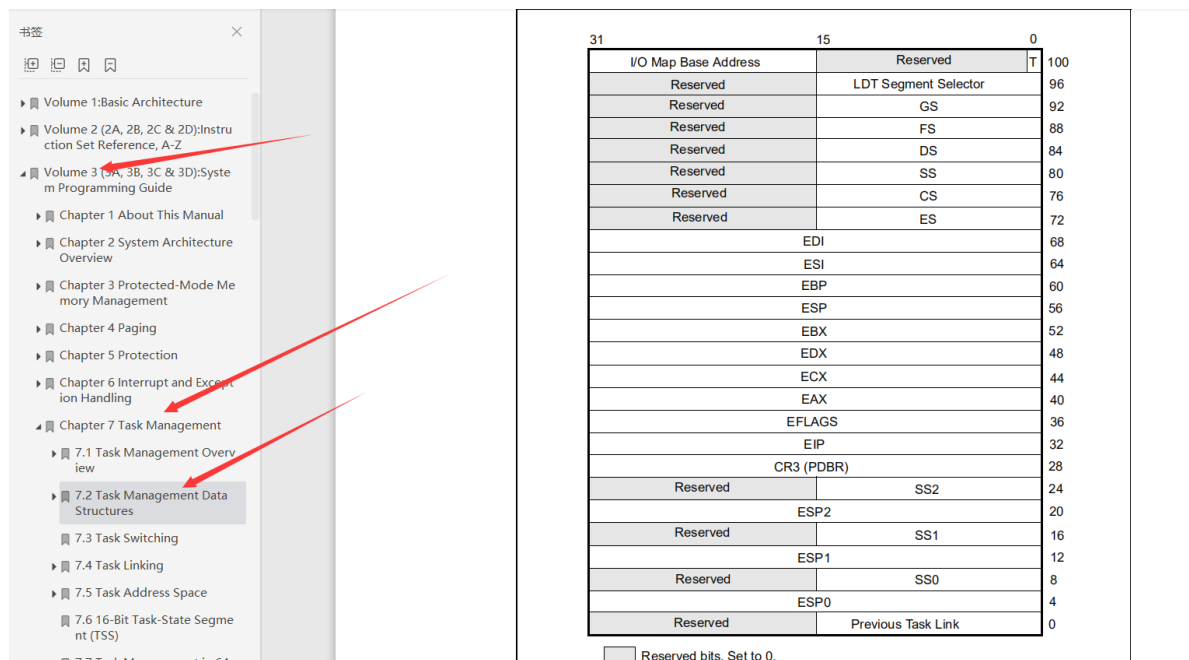 书签
Volume 1:Basic Architecture
Volume 2 (2A, 2B, 2C & 2D):Instru
ction Set Reference, A-Z
Volume 3 (3A, 3B, 3C & 3D):Syste
m Programming Guide
Chapter 1 About This Manual
Chapter 2 System Architecture
Overview
Chapter 3 Protected-Mode Me
mory Management
Chapter 4 Paging
Chapter 5 Protection
Chapter 6 Interrupt and Except
ion Handling
Chapter 7 Task Management
7.1 Task Management Overv
iew
7.2 Task Management Data
Structures
7.3 Task Switching
7.4 Task Linking
7.5 Task Address Space
7.6 16-Bit Task-State Segme
nt (TSS)
31 15 0
I/O Map Base Address Reserved T 100
Reserved LDT Segment Selector 96
Reserved GS 92
Reserved FS 88
Reserved DS 84
Reserved SS 80
Reserved CS 76
Reserved ES 72
EDI 68
ESI 64
EBP 60
ESP 56
EBX 52
EDX 48
ECX 44
EAX 40
EFLAGS 36
EIP 32
CR3 (PDBR) 28
Reserved SS2 24
ESP2 20
Reserved SS1 16
ESP1 12
Reserved SS0 8
ESP0 4
Reserved Previous Task Link 0
Reserved bits. Set to 0.